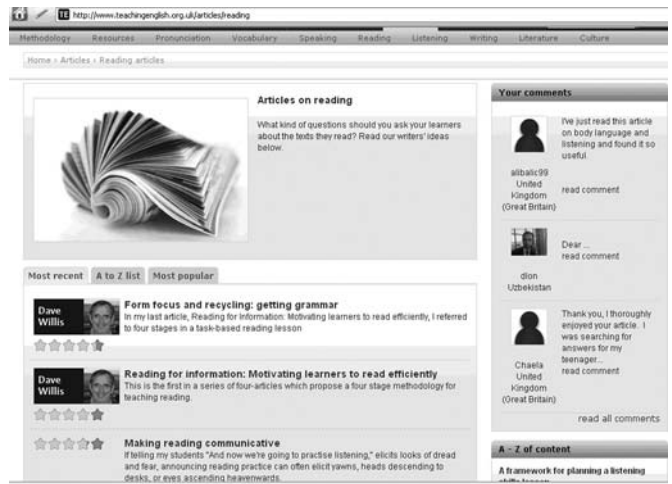 TE http://www.teachingenglish.org.uk/articles/reading
Methodology Resources Pronunciation Vocabulary Speaking Reading Listening Writing Literature Culture
Home › Articles › Reading articles
Articles on reading
What kind of questions should you ask your learners
about the texts they read? Read our writers' ideas
below.
Most recent A to Z list Most popular
Dave
Willis
Form focus and recycling: getting grammar
In my last article, Reading for Information: Motivating learners to read efficiently, I referred
to four stages in a task-based reading lesson
Dave
Willis
Reading for information: Motivating learners to read efficiently
This is the first in a series of four-articles which propose a four stage methodology for
teaching reading.
Making reading communicative
If telling my students "And now we're going to practise listening," elicits looks of dread
and fear, announcing reading practice can often elicit yawns, heads descending to
desks, or eyes ascending heavenwards.
Your comments
I've just read this article
on body language and
listening and found it so
useful.
alibalic99
United
Kingdom
(Great Britain)
read comment
Dear ...
read comment
dion
Uzbekistan
Thank you, I thoroughly
enjoyed your article. I
was searching for
answers for my
teenager...
read comment
Chaela
United
Kingdom
(Great Britain)
read all comments
A - Z of content
A framework for planning a listening
skills lesson